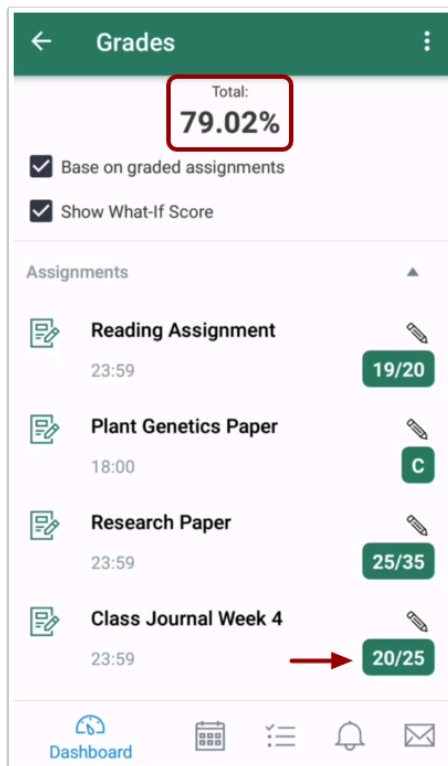 Grades
Total:
79.02%
Base on graded assignments
Show What-If Score
Assignments
Reading Assignment
23:59
19/20
Plant Genetics Paper
18:00
C
Research Paper
23:59
25/35
Class Journal Week 4
23:59
20/25
Dashboard